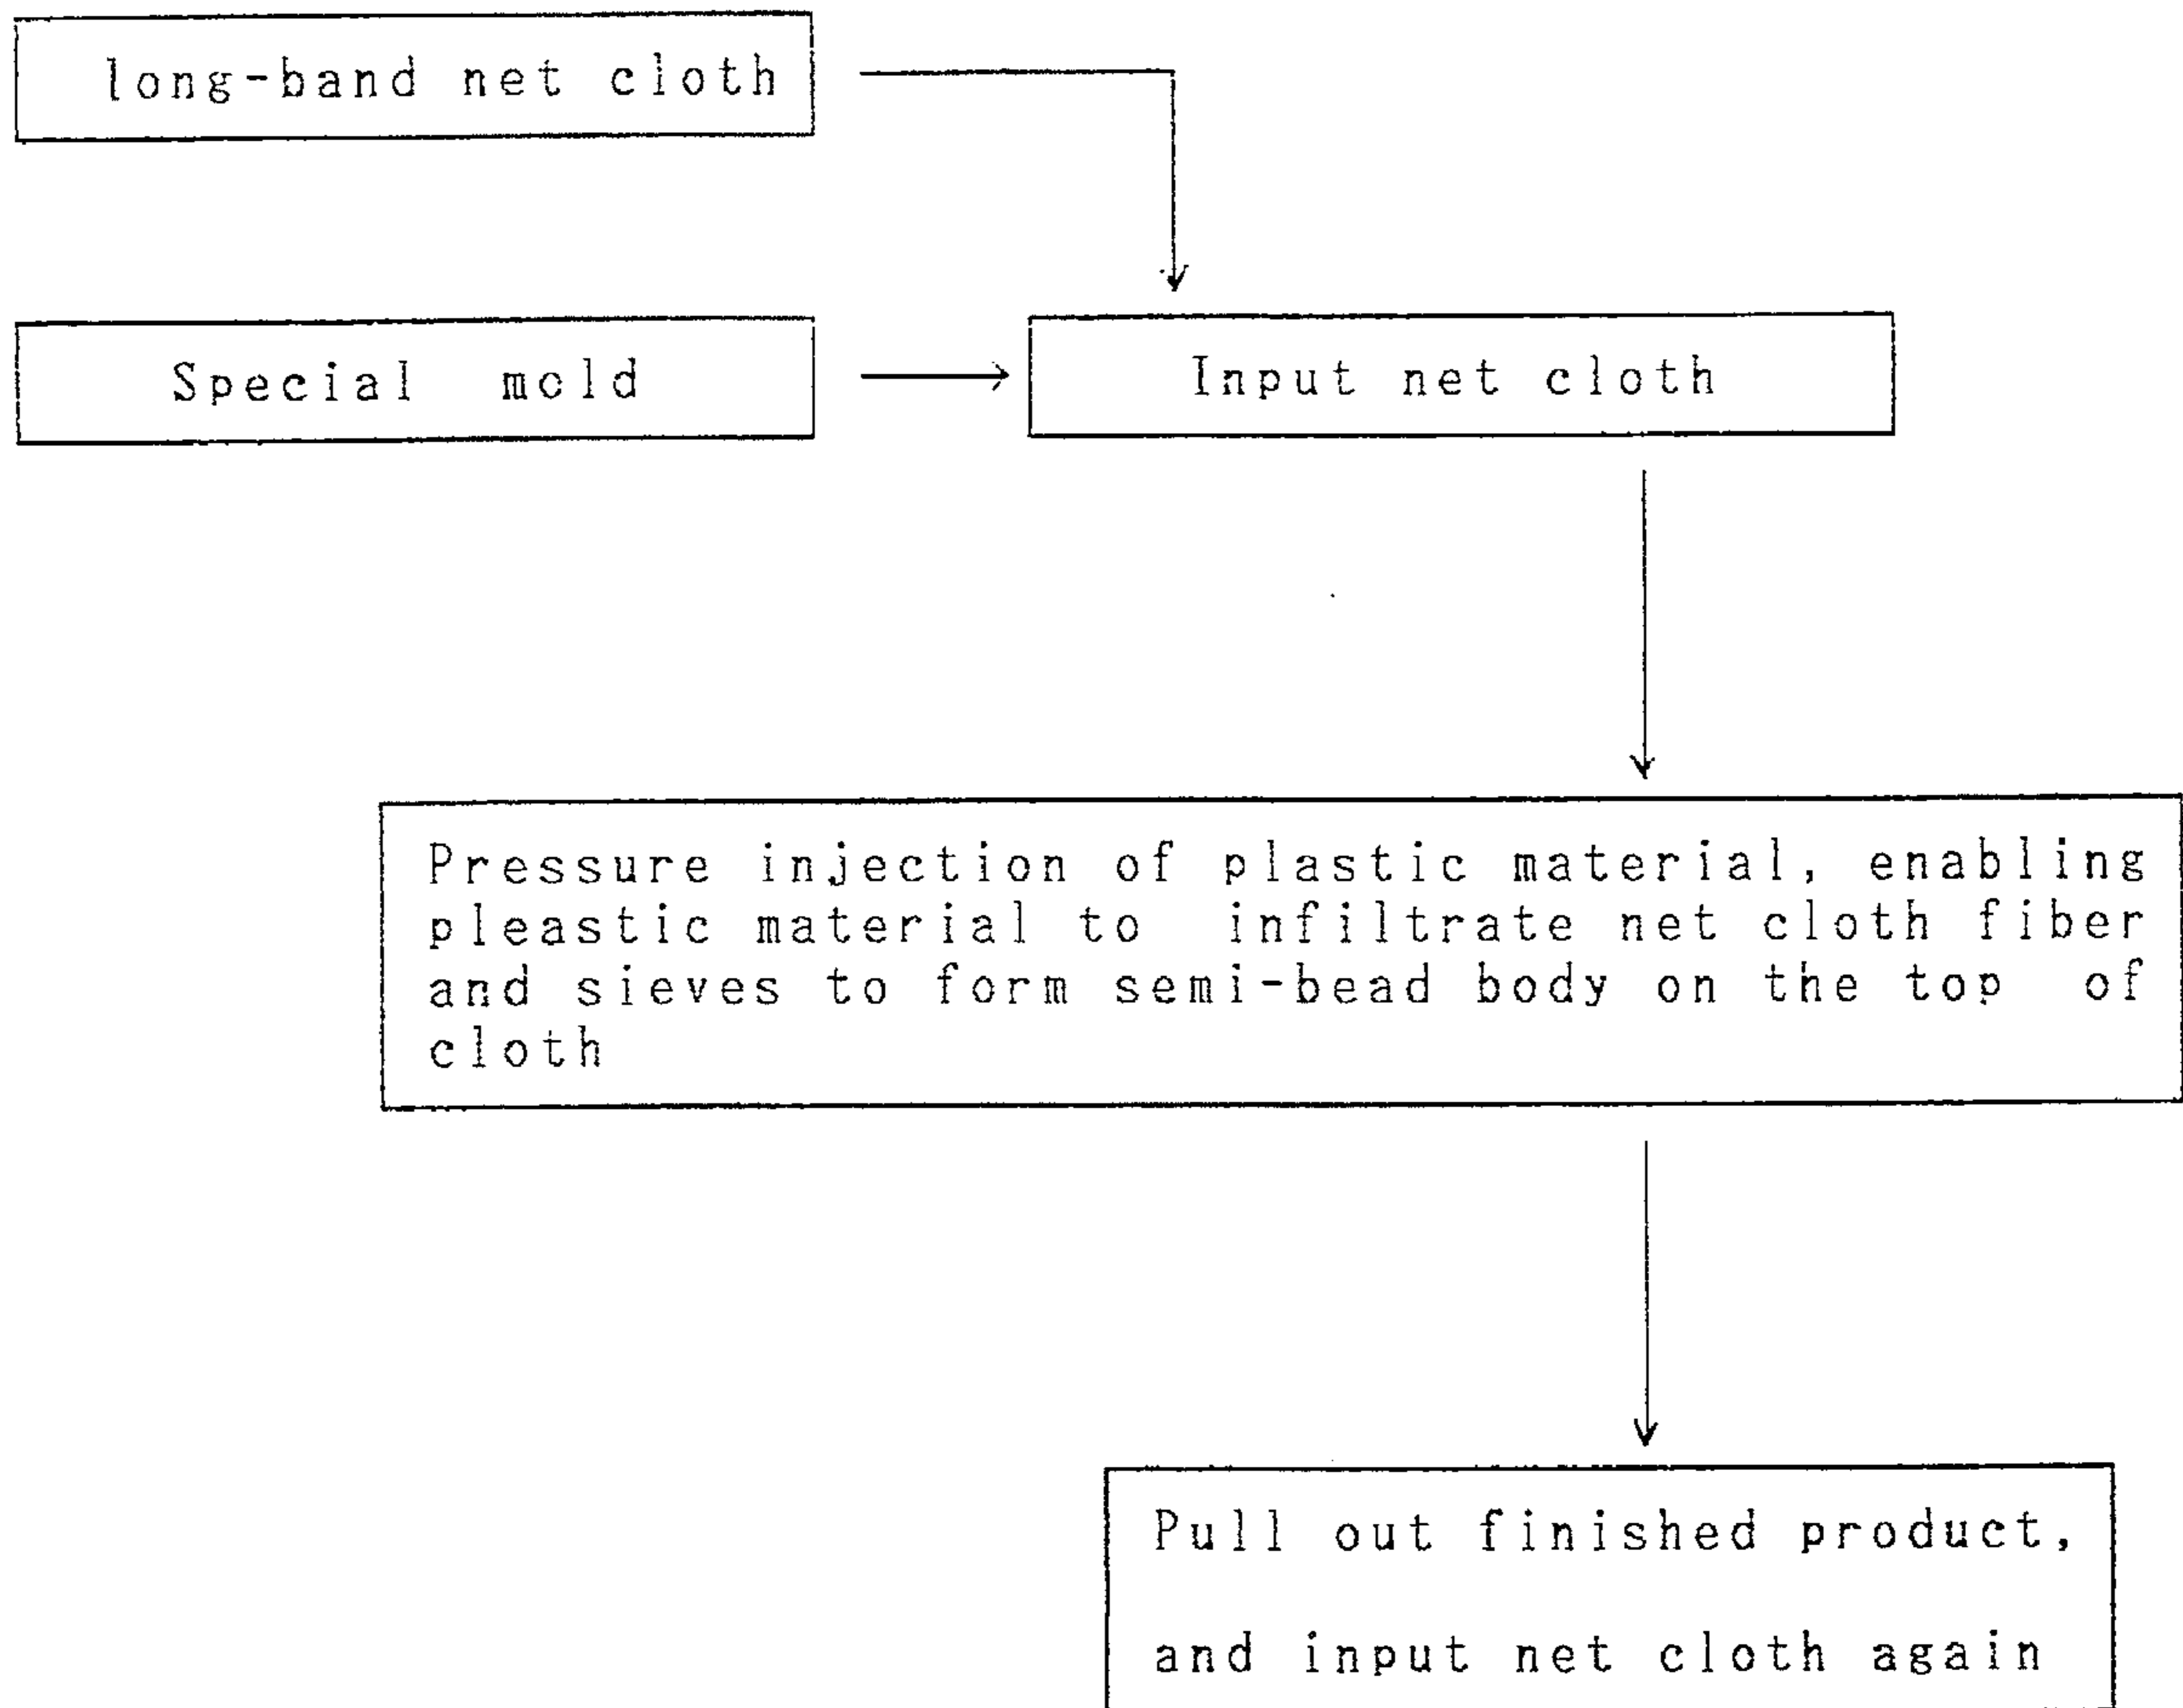 long-band net cloth
Special mold
Input net cloth
Pressure injection of plastic material, enabling
pleastic material to infiltrate net cloth fiber
and sieves to form semi-bead body on the top of
cloth
Pull out finished product,
and input net cloth again